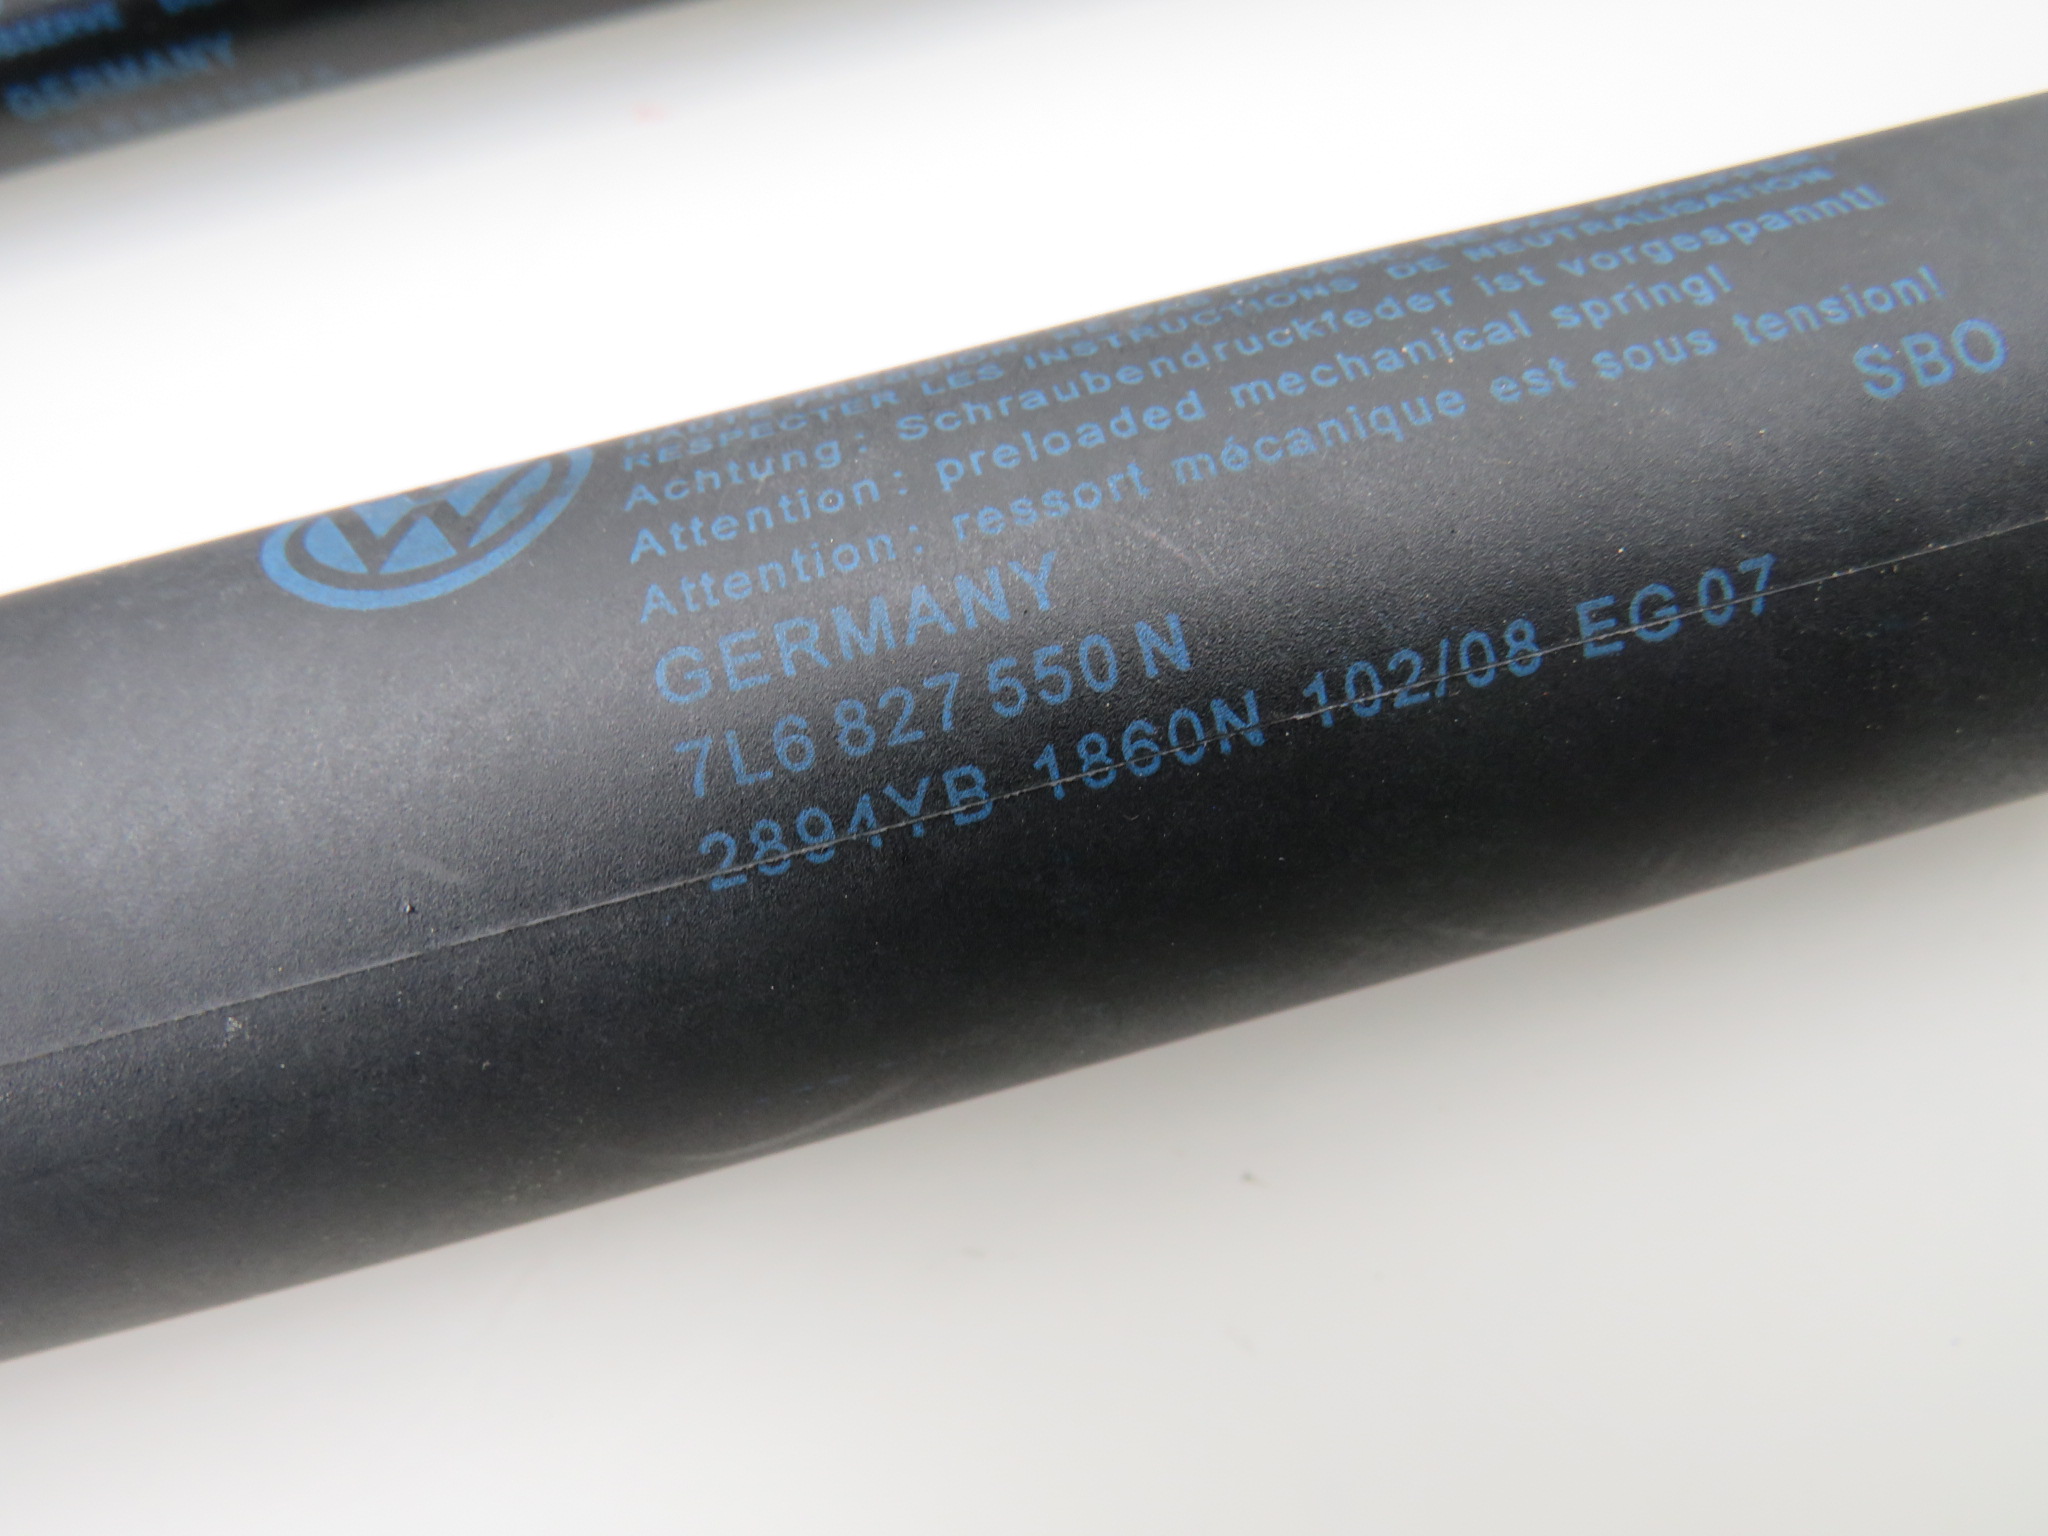 GERMANY
RESPECTER LES INSTRUCTIONS DE NEUTRALISATION
Achtung: Schraubendruckfeder ist vorgespannt!
Attention: preloaded mechanical spring!
Attention: ressort mécanique est sous tension!
SBO
GERMANY
7L6 827 550 N
2894YB 1860N 102/08 EG 07